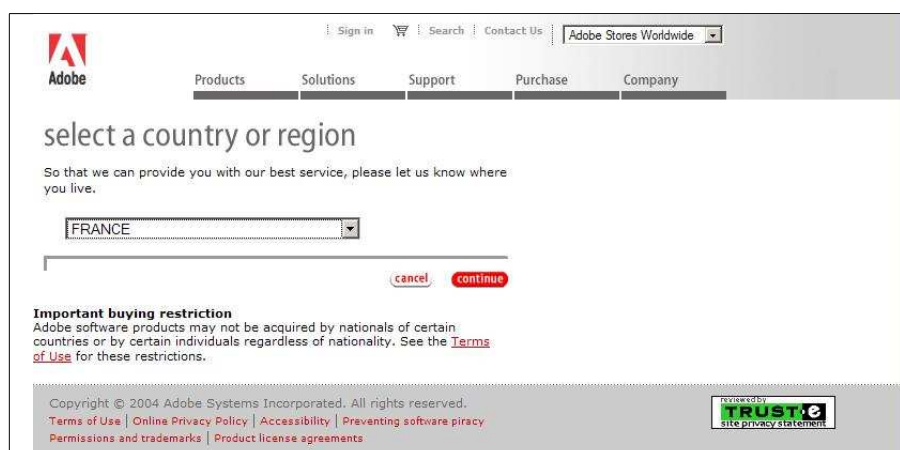 Sign in Search Contact Us Adobe Stores Worldwide
Adobe
Products Solutions Support Purchase Company
select a country or region
So that we can provide you with our best service, please let us know where
you live.
FRANCE
cancel continue
Important buying restriction
Adobe software products may not be acquired by nationals of certain
countries or by certain individuals regardless of nationality. See the Terms
of Use for these restrictions.
Copyright © 2004 Adobe Systems Incorporated. All rights reserved.
Terms of Use | Online Privacy Policy | Accessibility | Preventing software piracy
Permissions and trademarks | Product license agreements
reviewed by
TRUSTe
site privacy statement